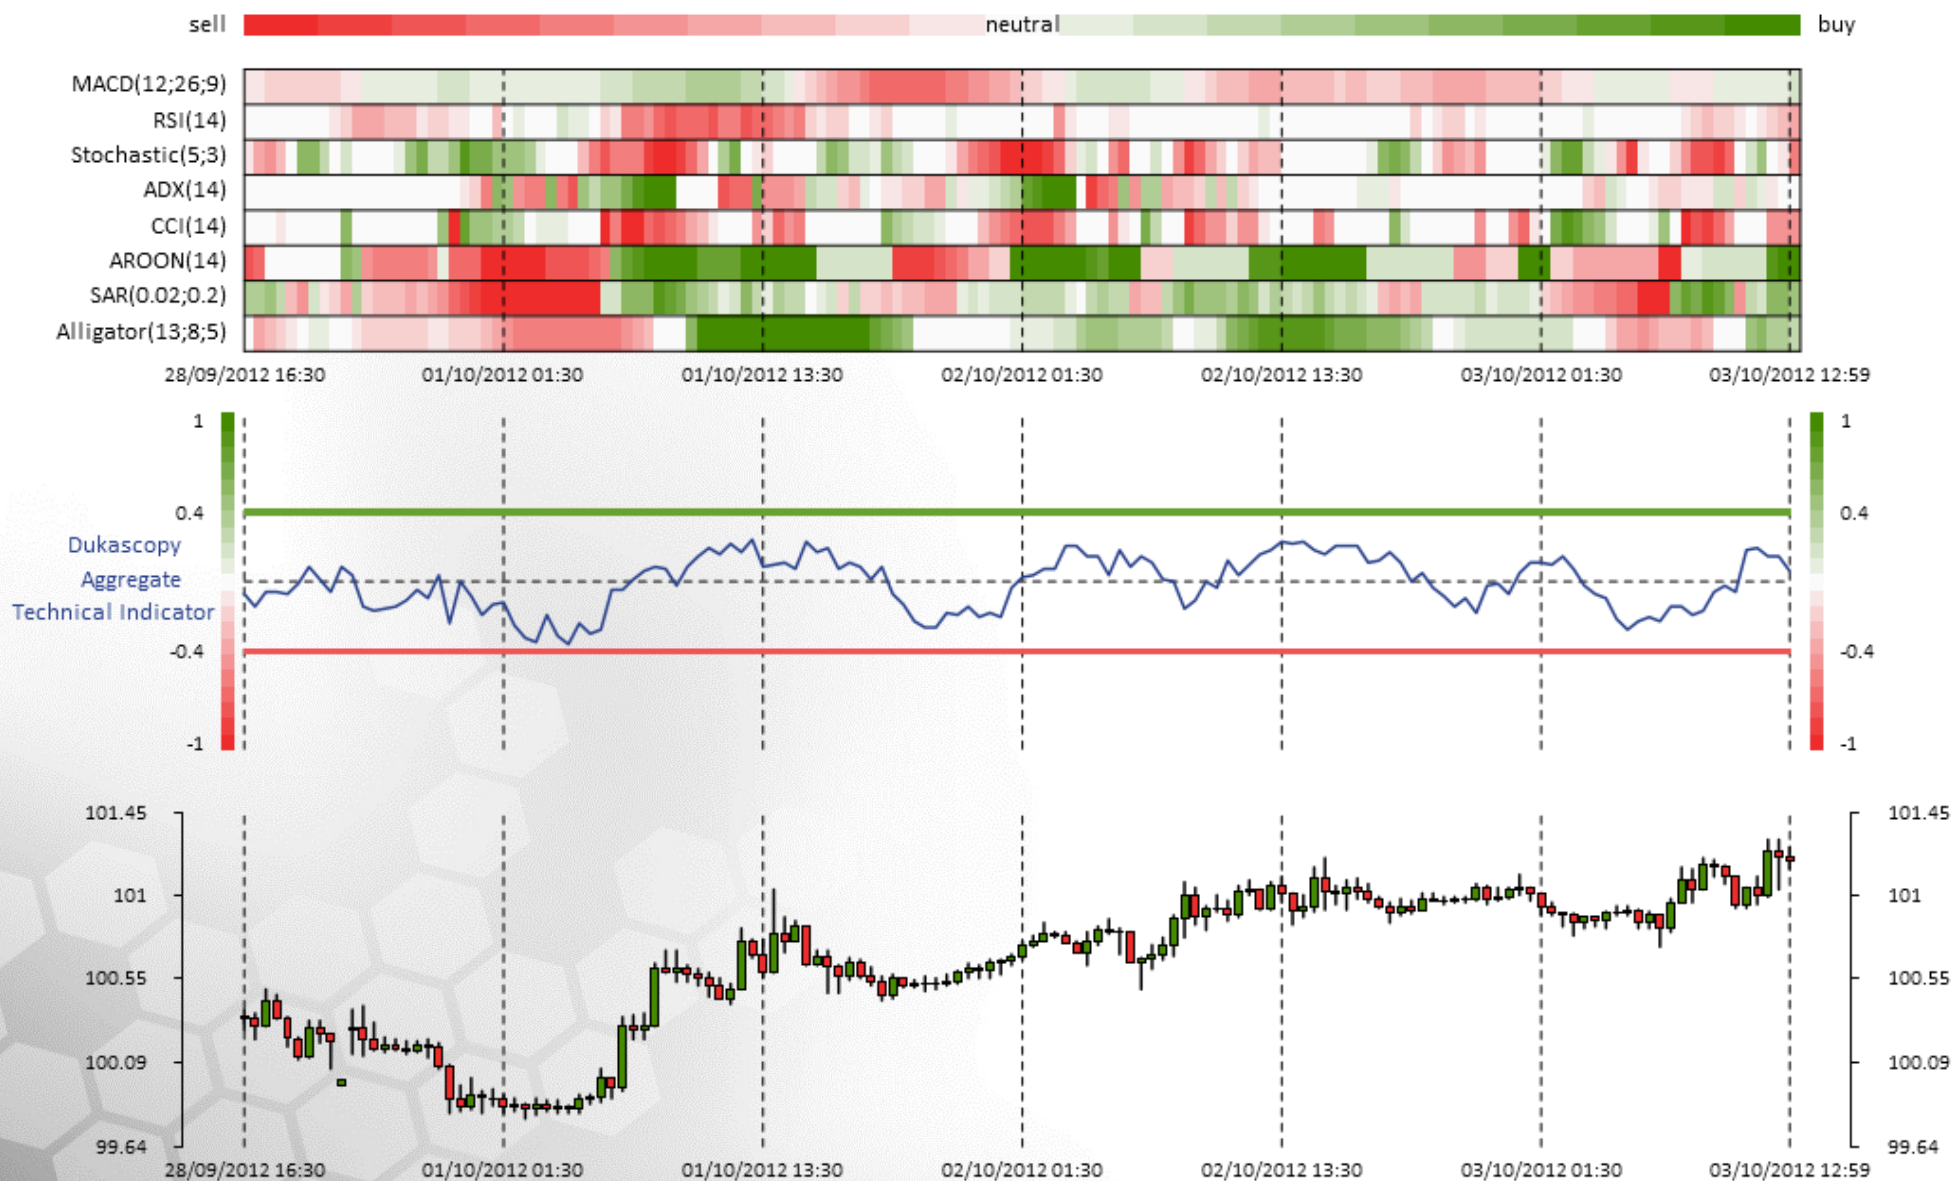 sell neutral buy
MACD(12;26;9)
RSI(14)
Stochastic(5;3)
ADX(14)
CCI(14)
AROON(14)
SAR(0.02;0.2)
Alligator(13;8;5)
28/09/2012 16:30 01/10/2012 01:30 01/10/2012 13:30 02/10/2012 01:30 02/10/2012 13:30 03/10/2012 01:30 03/10/2012 12:59
1 1
0.4 0.4
Dukascopy
Aggregate
Technical Indicator
-0.4 -0.4
-1 -1
101.45 101.45
101 101
100.55 100.55
100.09 100.09
99.64 99.64
28/09/2012 16:30 01/10/2012 01:30 01/10/2012 13:30 02/10/2012 01:30 02/10/2012 13:30 03/10/2012 01:30 03/10/2012 12:59